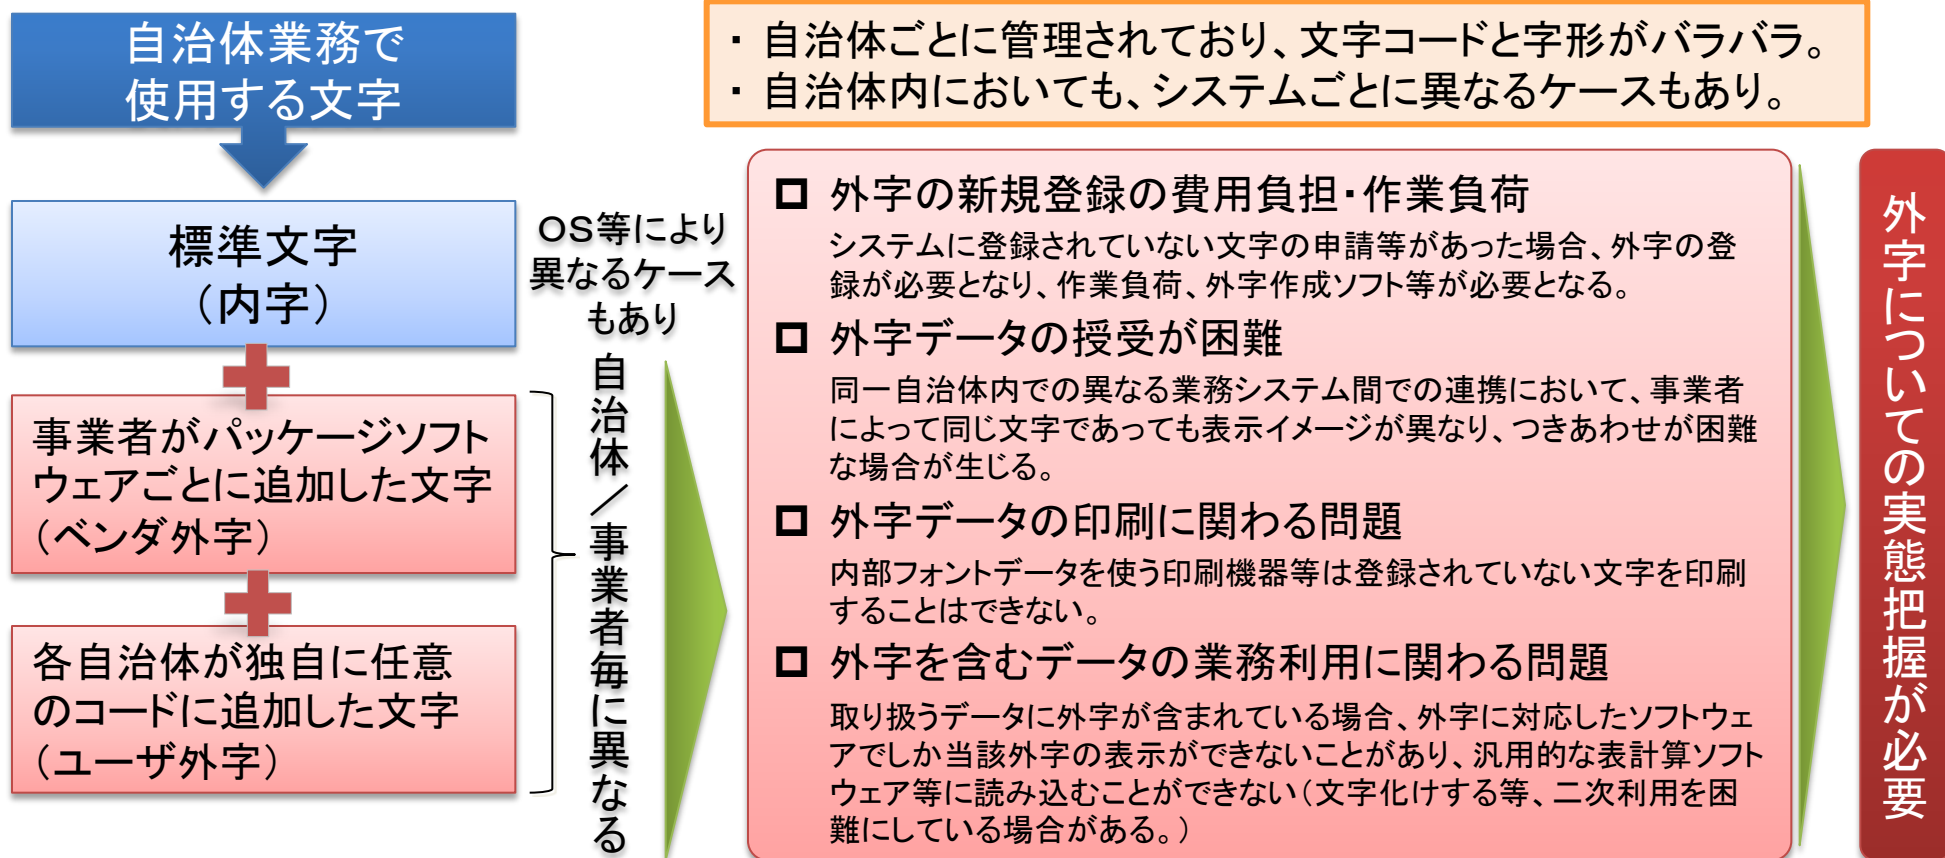 自治体業務で
使用する文字
・ 自治体ごとに管理されており、文字コードと字形がバラバラ。
・ 自治体内においても、システムごとに異なるケースもあり。
標準文字
（内字）
事業者がパッケージソフト
ウェアごとに追加した文字
（ベンダ外字）
各自治体が独自に任意
のコードに追加した文字
（ユーザ外字）
OS等により
異なるケース
もあり
自治体／事業者毎に異なる
外字の新規登録の費用負担・作業負荷
システムに登録されていない文字の申請等があった場合、外字の登
録が必要となり、作業負荷、外字作成ソフト等が必要となる。
外字データの授受が困難
同一自治体内での異なる業務システム間での連携において、事業者
によって同じ文字であっても表示イメージが異なり、つきあわせが困難
な場合が生じる。
外字データの印刷に関わる問題
内部フォントデータを使う印刷機器等は登録されていない文字を印刷
することはできない。
外字を含むデータの業務利用に関わる問題
取り扱うデータに外字が含まれている場合、外字に対応したソフトウェ
アでしか当該外字の表示ができないことがあり、汎用的な表計算ソフト
ウェア等に読み込むことができない（文字化けする等、二次利用を困
難にしている場合がある。）
外字についての実態把握が必要